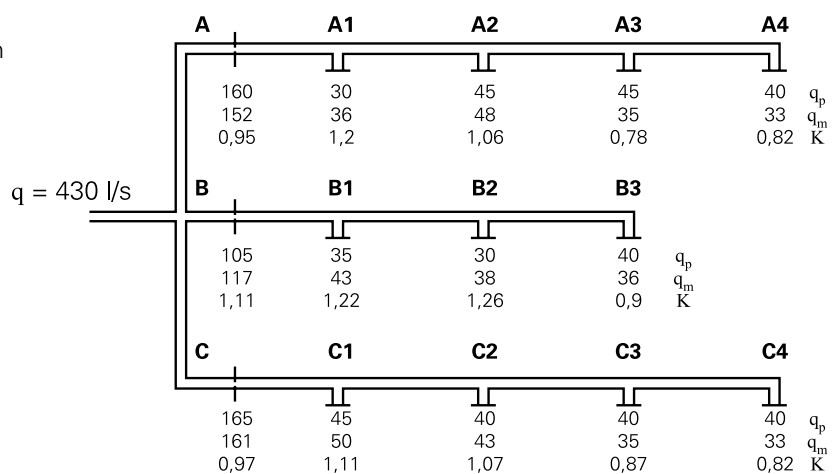 A A1 A2 A3 A4
n
160 30 45 45 40 qp
152 36 48 35 33 qm
0,95 1,2 1,06 0,78 0,82 K
q = 430 l/s
B B1 B2 B3
105 35 30 40 qp
117 43 38 36 qm
1,11 1,22 1,26 0,9 K
C C1 C2 C3 C4
165 45 40 40 40 qp
161 50 43 35 33 qm
0,97 1,11 1,07 0,87 0,82 K